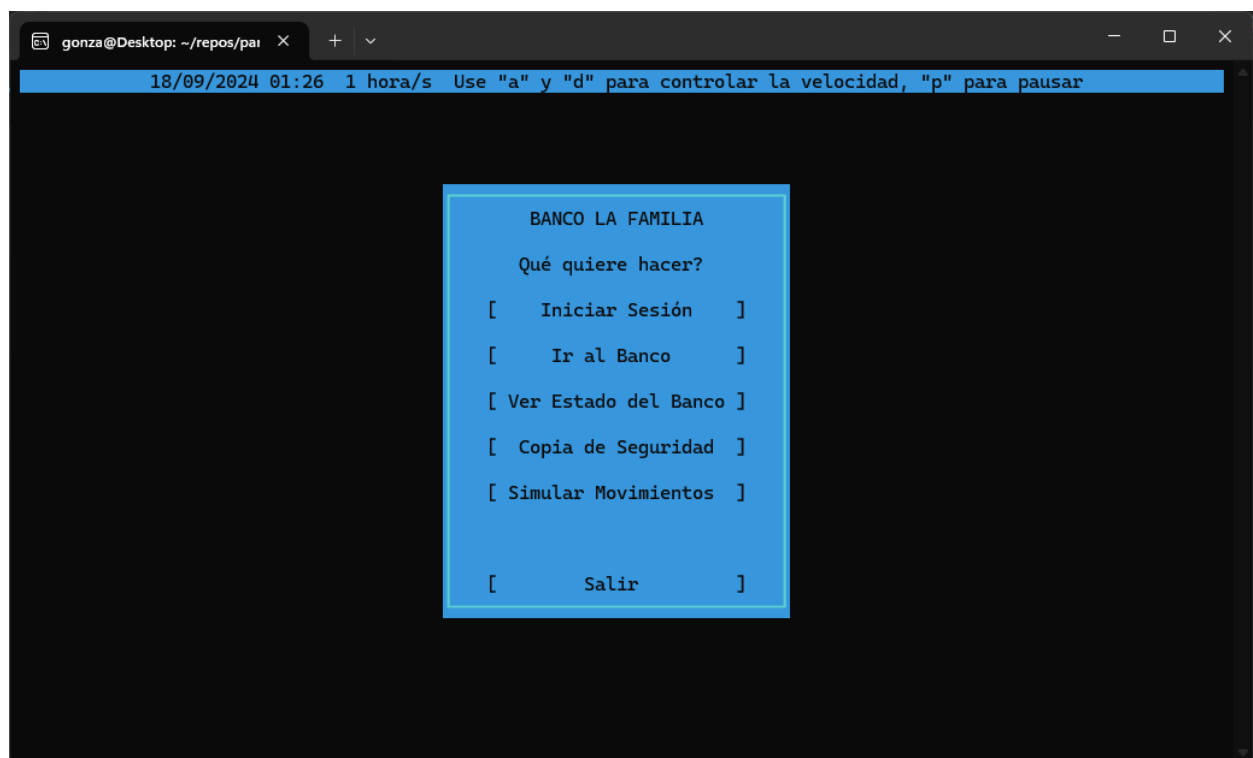 gonza@Desktop: ~/repos/par
18/09/2024 01:26 1 hora/s Use "a" y "d" para controlar la velocidad, "p" para pausar
BANCO LA FAMILIA
Qué quiere hacer?
[ Iniciar Sesión ]
[ Ir al Banco ]
[ Ver Estado del Banco ]
[ Copia de Seguridad ]
[ Simular Movimientos ]
[ Salir ]